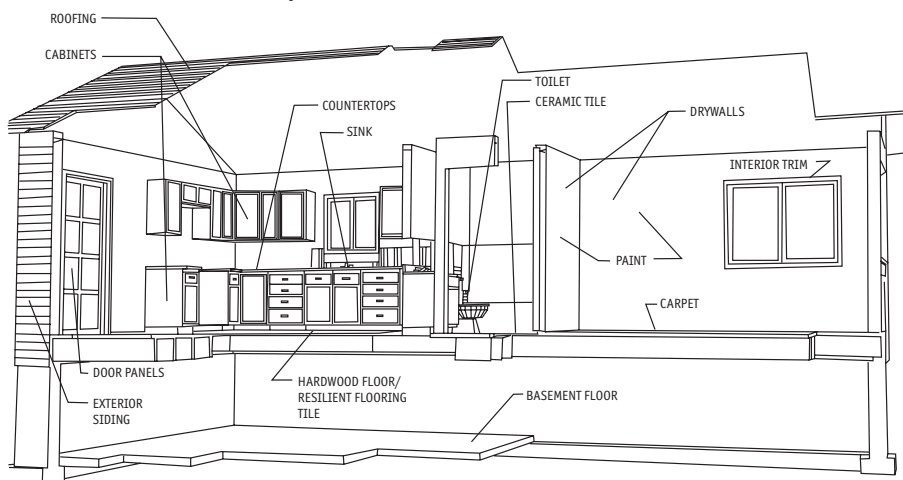 ROOFING
CABINETS
COUNTERTOPS
SINK
TOILET
CERAMIC TILE
DRYWALLS
INTERIOR TRIM
PAINT
CARPET
DOOR PANELS
EXTERIOR
SIDING
HARDWOOD FLOOR/
RESILIENT FLOORING
TILE
BASEMENT FLOOR